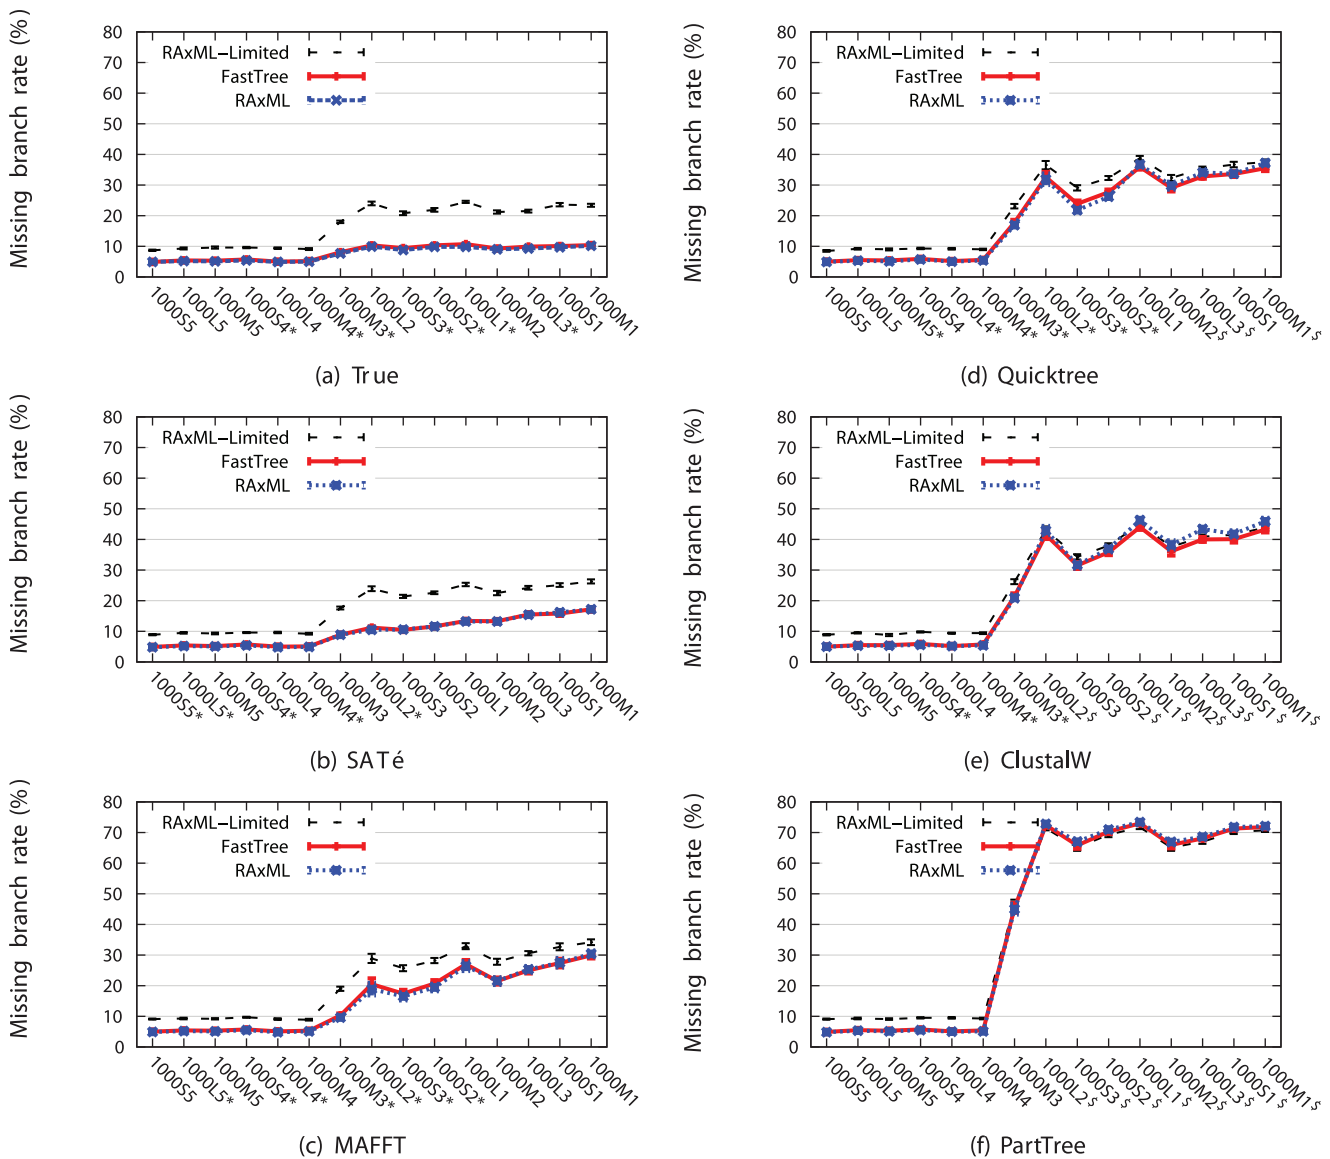 Missing branch rate (%)
80
70
60
50
40
30
20
10
0
RAxML-Limited
FastTree
RAxML
1000S5
1000L5
1000M5
1000S4*
1000L4
1000M4*
1000M3*
1000L2
1000S3*
1000S2*
1000L1*
1000M2
1000L3*
1000S1
1000M1
(a) True
Missing branch rate (%)
80
70
60
50
40
30
20
10
0
RAxML-Limited
FastTree
RAxML
1000S5
1000L5
1000M5*
1000S4
1000L4*
1000M4*
1000M3*
1000L2*
1000S3*
1000S2*
1000L1
1000M2$
1000L3$
1000S1
1000M1$
(d) Quicktree
Missing branch rate (%)
80
70
60
50
40
30
20
10
0
RAxML-Limited
FastTree
RAxML
1000S5*
1000L5*
1000M5
1000S4*
1000L4
1000M4*
1000M3
1000L2*
1000S3
1000S2
1000L1
1000M2
1000L3
1000S1
1000M1
(b) SATé
Missing branch rate (%)
80
70
60
50
40
30
20
10
0
RAxML-Limited
FastTree
RAxML
1000S5
1000L5
1000M5
1000S4*
1000L4
1000M4*
1000M3*
1000L2$
1000S3
1000S2$
1000L1$
1000M2$
1000L3$
1000S1$
1000M1$
(e) ClustalW
Missing branch rate (%)
80
70
60
50
40
30
20
10
0
RAxML-Limited
FastTree
RAxML
1000S5
1000L5*
1000M5
1000S4*
1000L4*
1000M4
1000M3*
1000L2*
1000S3*
1000S2*
1000L1
1000M2
1000L3
1000S1
1000M1
(c) MAFFT
Missing branch rate (%)
80
70
60
50
40
30
20
10
0
RAxML-Limited
FastTree
RAxML
1000S5
1000L5
1000M5
1000S4
1000L4
1000M4
1000M3
1000L2$
1000S3$
1000S2$
1000L1$
1000M2$
1000L3$
1000S1$
1000M1$
(f) PartTree